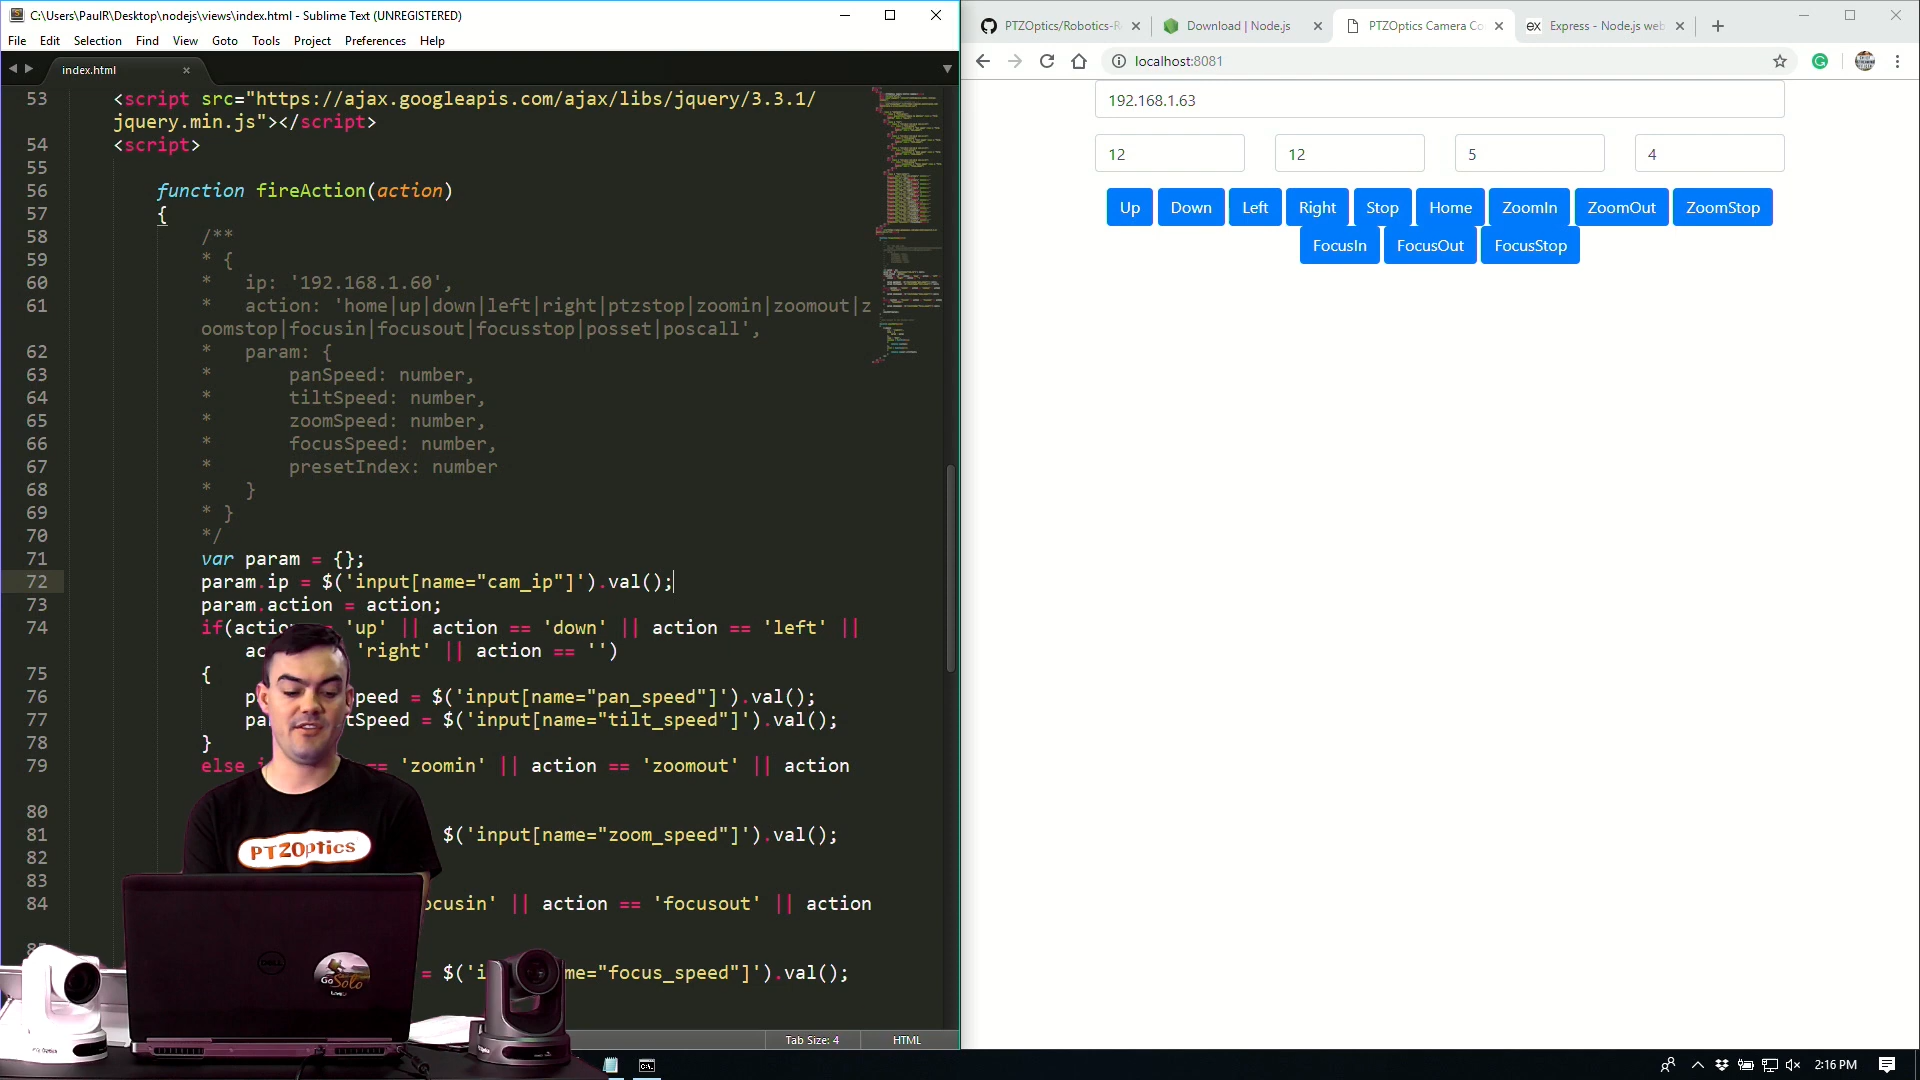 C:\Users\PaulR\Desktop\nodejs\views\index.html - Sublime Text (UNREGISTERED)
File Edit Selection Find View Goto Tools Project Preferences Help
index.html
53 <script src="https://ajax.googleapis.com/ajax/libs/jquery/3.3.1/
jquery.min.js"></script>
54 <script>
55
56 function fireAction(action)
57 {
58 /**
59 * {
60 * ip: '192.168.1.60',
61 * action: 'home|up|down|left|right|ptzstop|zoomin|zoomout|z
oomstop|focusin|focusout|focusstop|posset|poscall',
62 * param: {
63 * panSpeed: number,
64 * tiltSpeed: number,
65 * zoomSpeed: number,
66 * focusSpeed: number,
67 * presetIndex: number
68 * }
69 * }
70 */
71 var param = {};
72 param.ip = $('input[name="cam_ip"]').val();
73 param.action = action;
74 if(actio = 'up' || action == 'down' || action == 'left' ||
ac 'right' || action == '')
75 {
76 p peed = $('input[name="pan_speed"]').val();
77 pa tSpeed = $('input[name="tilt_speed"]').val();
78 }
79 else i == 'zoomin' || action == 'zoomout' || action
80
81 $('input[name="zoom_speed"]').val();
82
83
84 ocusin' || action == 'focusout' || action
= $('i me="focus_speed"]').val();
Tab Size: 4 HTML
PTZOptics/Robotics-R
Download | Node.js
PTZOptics Camera Co
ex Express - Node.js web
localhost:8081
192.168.1.63
12 12 5 4
Up Down Left Right Stop Home ZoomIn ZoomOut ZoomStop
FocusIn FocusOut FocusStop
PTZOptics
DELL
Go Solo
2:16 PM